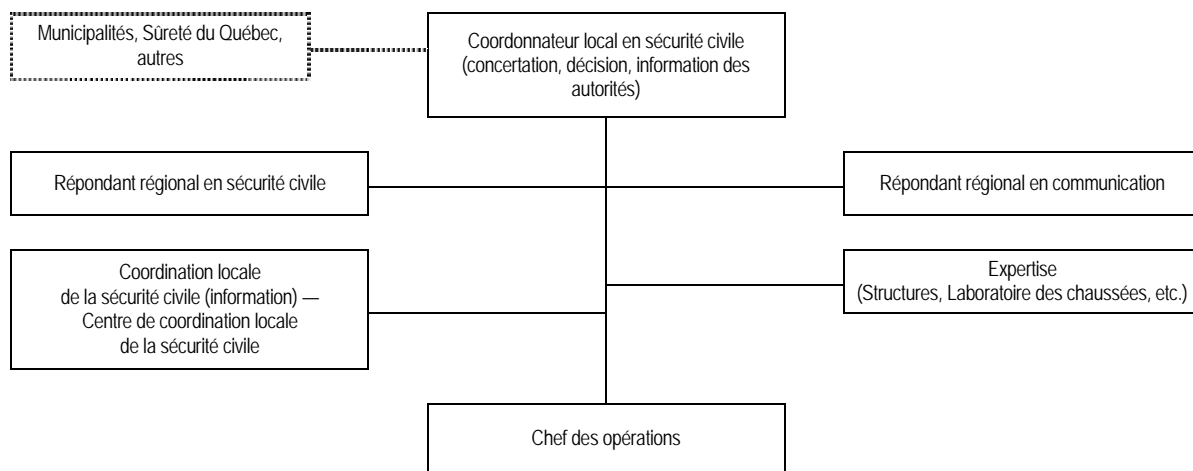 Municipalités, Sûreté du Québec,
autres
Coordonnateur local en sécurité civile
(concertation, décision, information des
autorités)
Répondant régional en sécurité civile
Répondant régional en communication
Coordination locale
de la sécurité civile (information) —
Centre de coordination locale
de la sécurité civile
Expertise
(Structures, Laboratoire des chaussées, etc.)
Chef des opérations